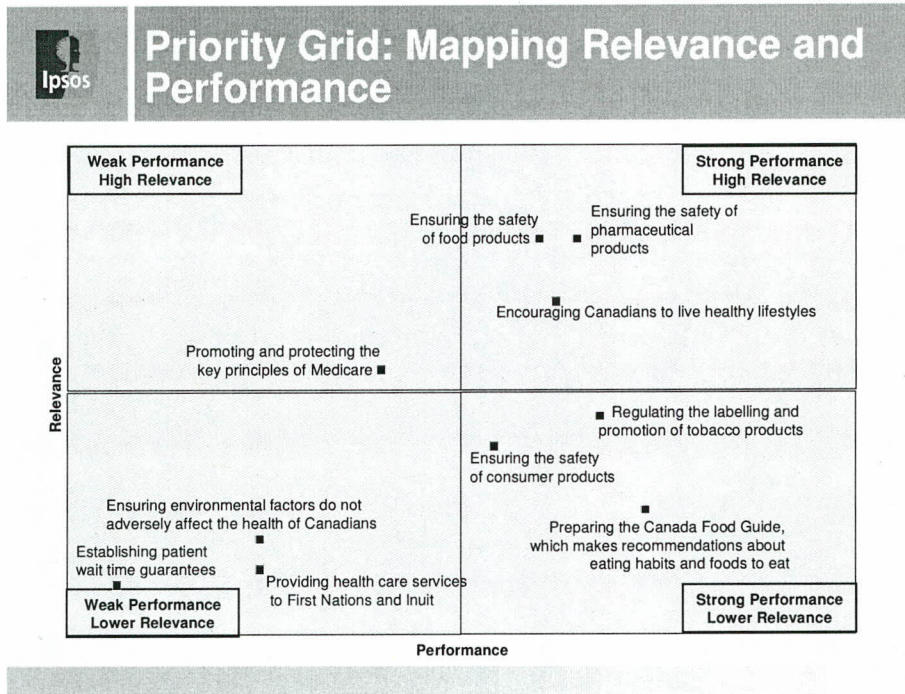 Ipsos
Priority Grid: Mapping Relevance and
Performance
Weak Performance
High Relevance
Strong Performance
High Relevance
Ensuring the safety
of food products
Ensuring the safety of
pharmaceutical
products
Encouraging Canadians to live healthy lifestyles
Promoting and protecting the
key principles of Medicare
Relevance
Regulating the labelling and
promotion of tobacco products
Ensuring the safety
of consumer products
Ensuring environmental factors do not
adversely affect the health of Canadians
Preparing the Canada Food Guide,
which makes recommendations about
eating habits and foods to eat
Establishing patient
wait time guarantees
Providing health care services
to First Nations and Inuit
Weak Performance
Lower Relevance
Strong Performance
Lower Relevance
Performance